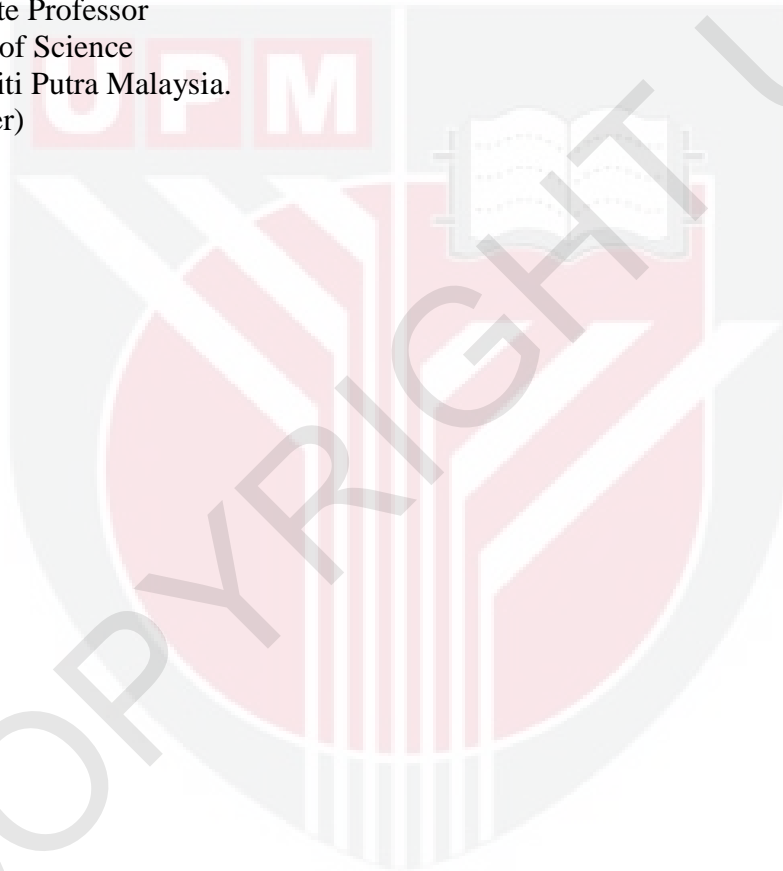 te Professor
of Science
iti Putra Malaysia.
er)
UPM
COPYRIGHT U